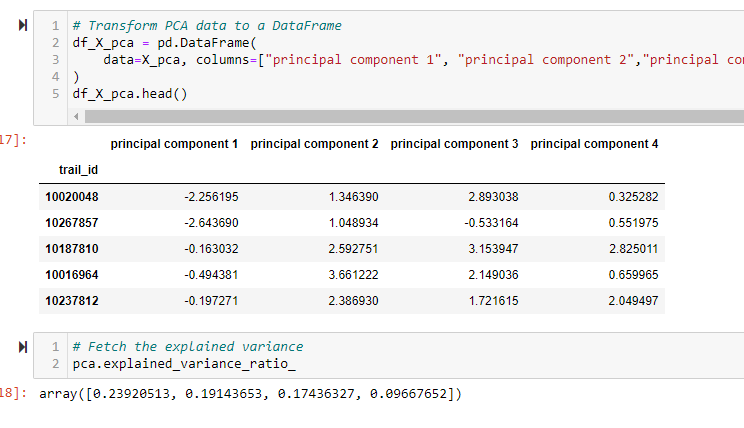 1 # Transform PCA data to a DataFrame
2 df_X_pca = pd.DataFrame(
3 data=X_pca, columns=["principal component 1", "principal component 2","principal
4 )
5 df_X_pca.head()
17]:
principal component 1 principal component 2 principal component 3 principal component 4
trail_id
10020048 -2.256195 1.346390 2.893038 0.325282
10267857 -2.643690 1.048934 -0.533164 0.551975
10187810 -0.163032 2.592751 3.153947 2.825011
10016964 -0.494381 3.661222 2.149036 0.659965
10237812 -0.197271 2.386930 1.721615 2.049497
1 # Fetch the explained variance
2 pca.explained_variance_ratio_
18]: array([0.23920513, 0.19143653, 0.17436327, 0.09667652])